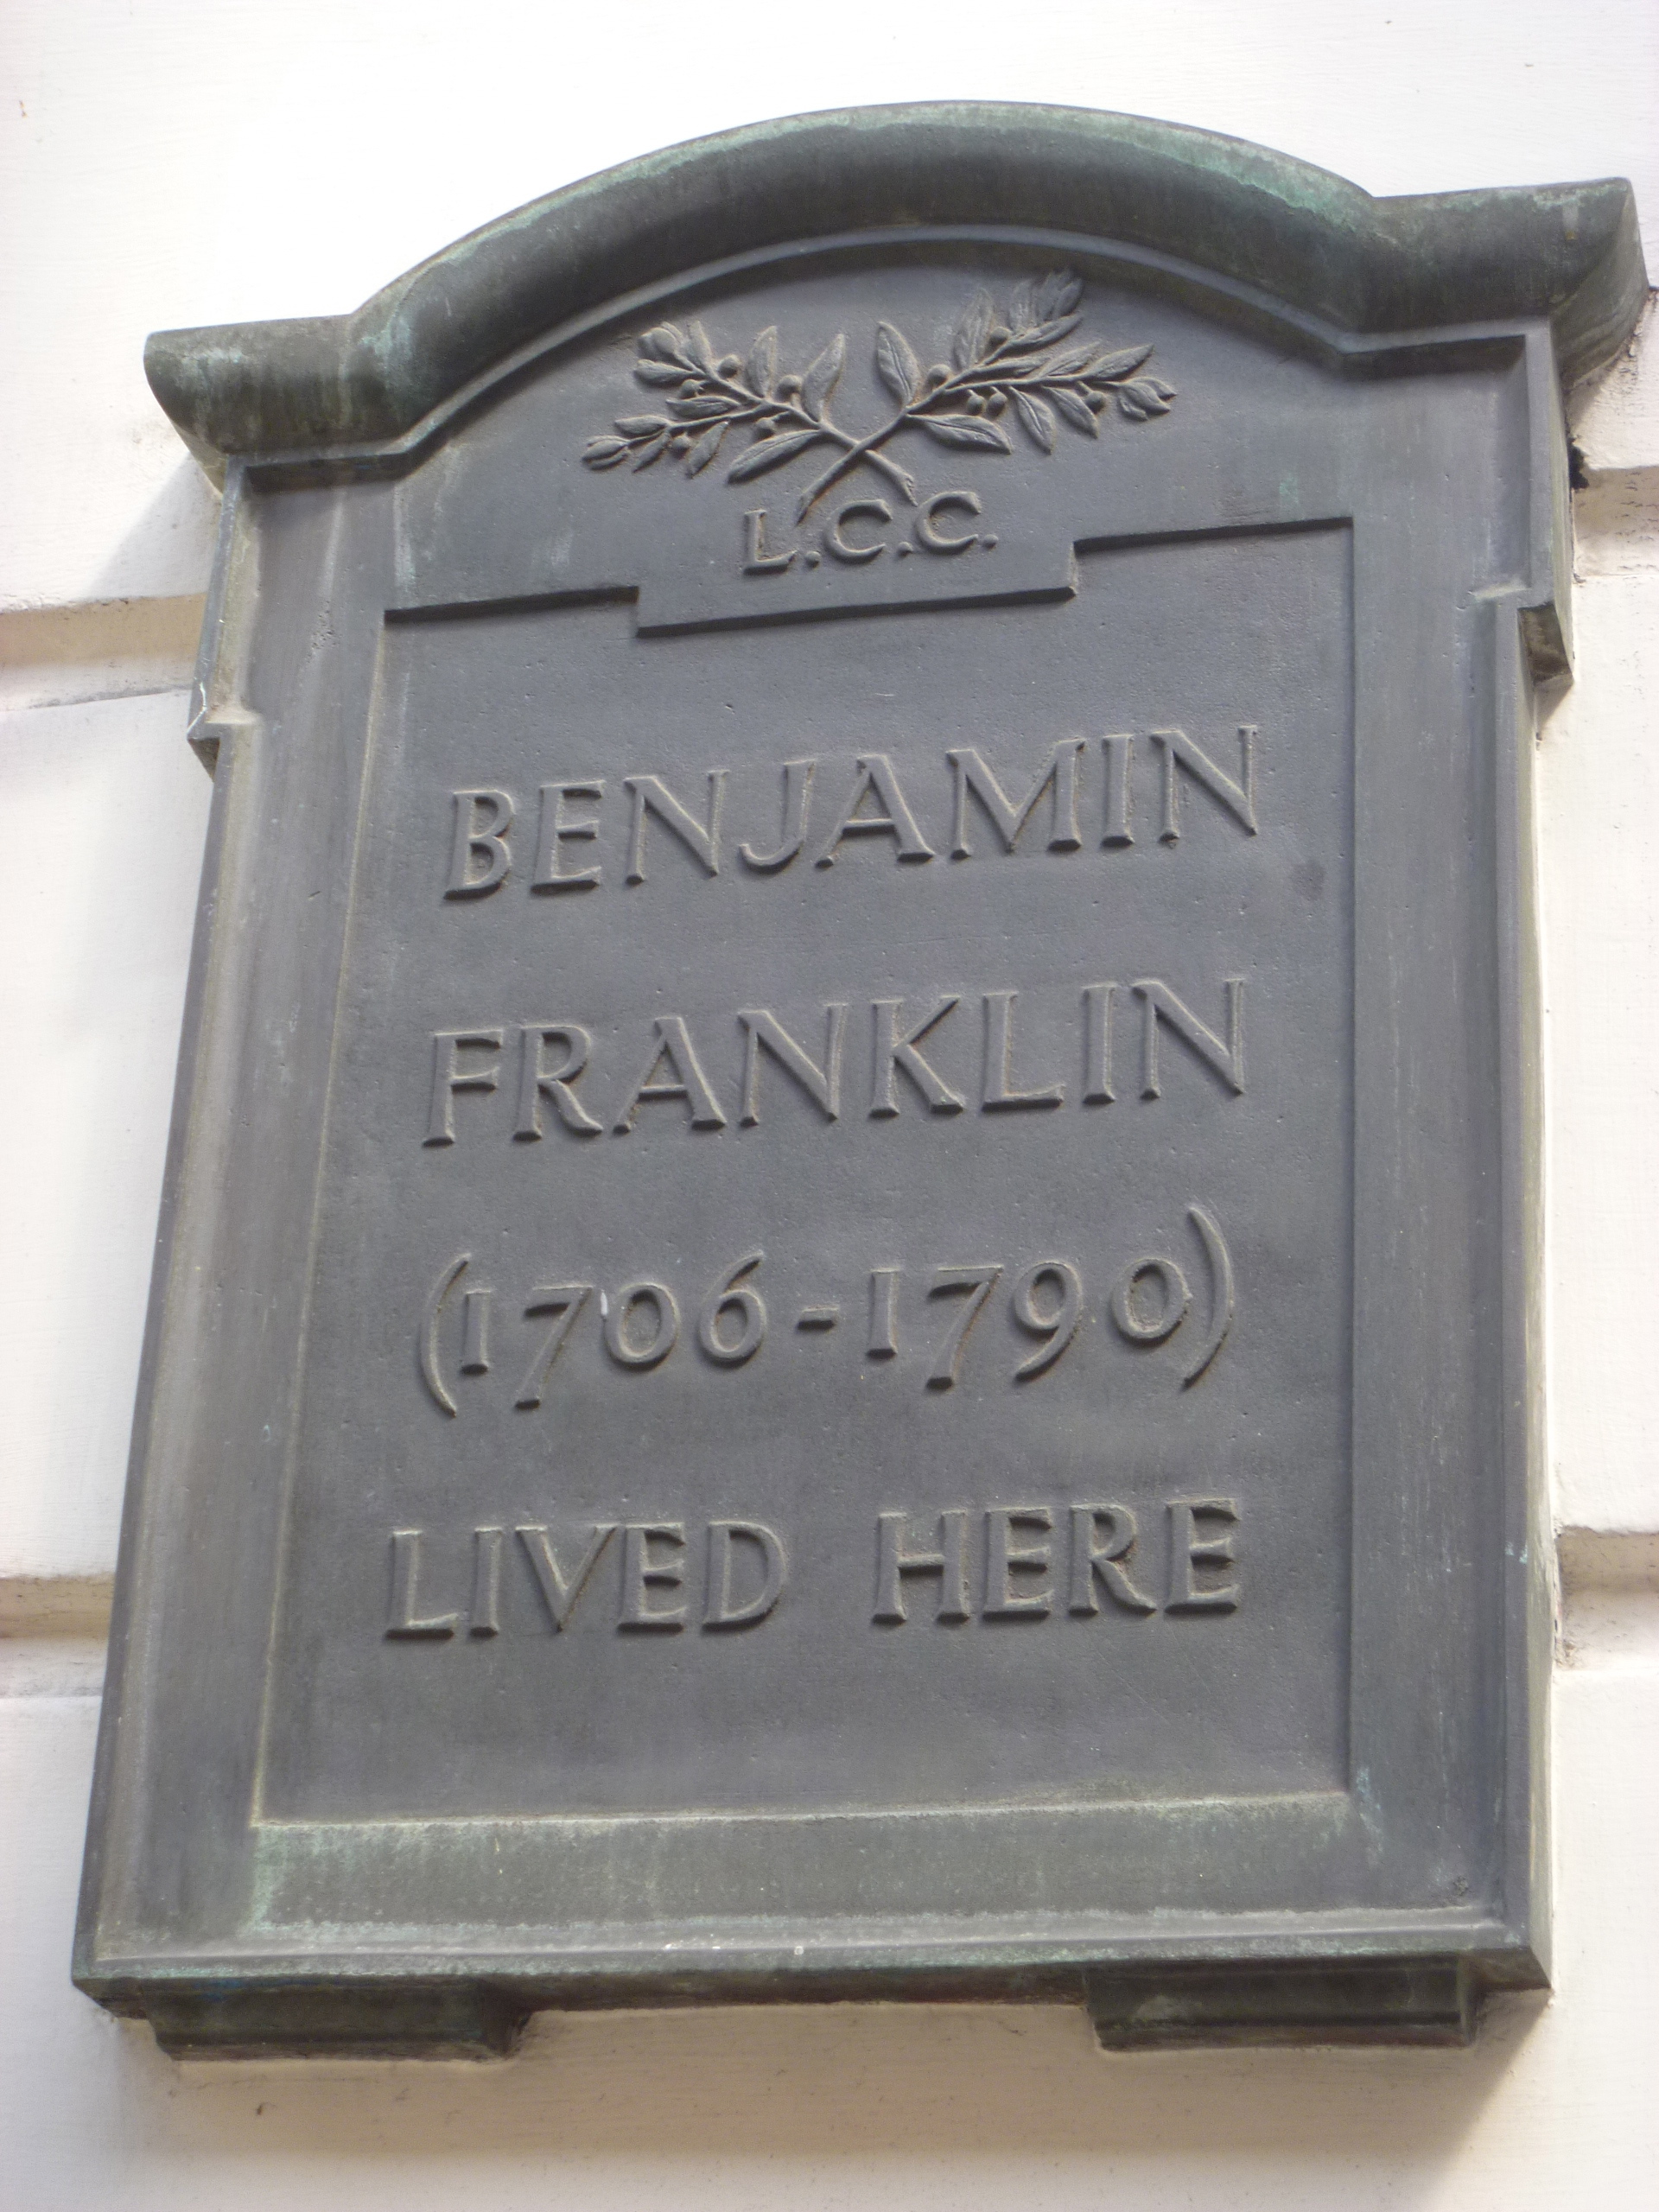 L.C.C.
BENJAMIN
FRANKLIN
(1706-1790)
LIVED HERE